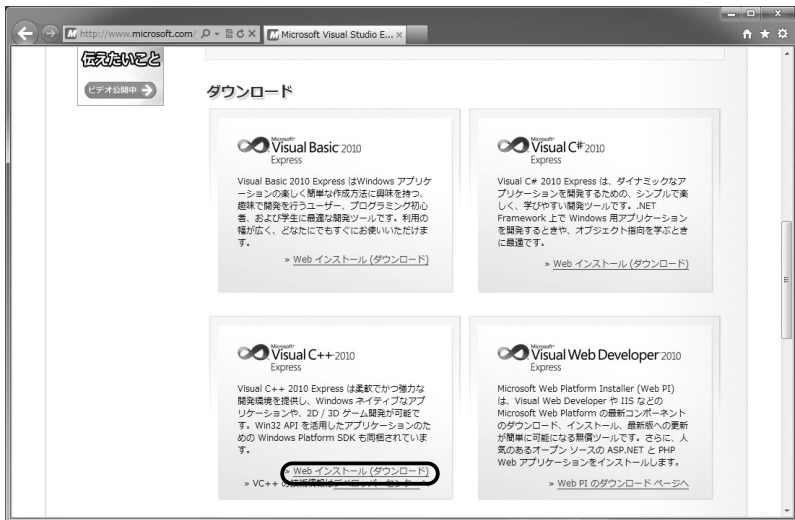 http://www.microsoft.com/
Microsoft Visual Studio E...
伝えたいこと
ビデオ公開中
ダウンロード
Microsoft
Visual Basic 2010
Express
Visual Basic 2010 Express はWindows アプリケ
ーションの楽しく簡単な作成方法に興味を持つ、
趣味で開発を行うユーザー、プログラミング初心
者、および学生に最適な開発ツールです。利用の
幅が広く、どなたにでもすぐにお使いいただけま
す。
» Web インストール (ダウンロード)
Microsoft
Visual C# 2010
Express
Visual C# 2010 Express は、ダイナミックなア
プリケーションを開発するための、シンプルで楽
しく、学びやすい開発ツールです。.NET
Framework 上で Windows 用アプリケーション
を開発するときや、オブジェクト指向を学ぶとき
に最適です。
» Web インストール (ダウンロード)
Microsoft
Visual C++ 2010
Express
Visual C++ 2010 Express は柔軟でかつ強力な
開発環境を提供し、Windows ネイティブなアプ
リケーションや、2D / 3D ゲーム開発が可能で
す。Win32 API を活用したアプリケーションのた
めの Windows Platform SDK も同梱されていま
す。
» Web インストール (ダウンロード)
» VC++ の技術情報はデベロッパー センターへ
Microsoft
Visual Web Developer 2010
Express
Microsoft Web Platform Installer (Web PI)
は、Visual Web Developer や IIS などの
Microsoft Web Platform の最新コンポーネント
のダウンロード、インストール、最新版への更新
が簡単に可能になる無償ツールです。さらに、人
気のあるオープン ソースの ASP.NET と PHP
Web アプリケーションをインストールします。
» Web PI のダウンロード ページへ